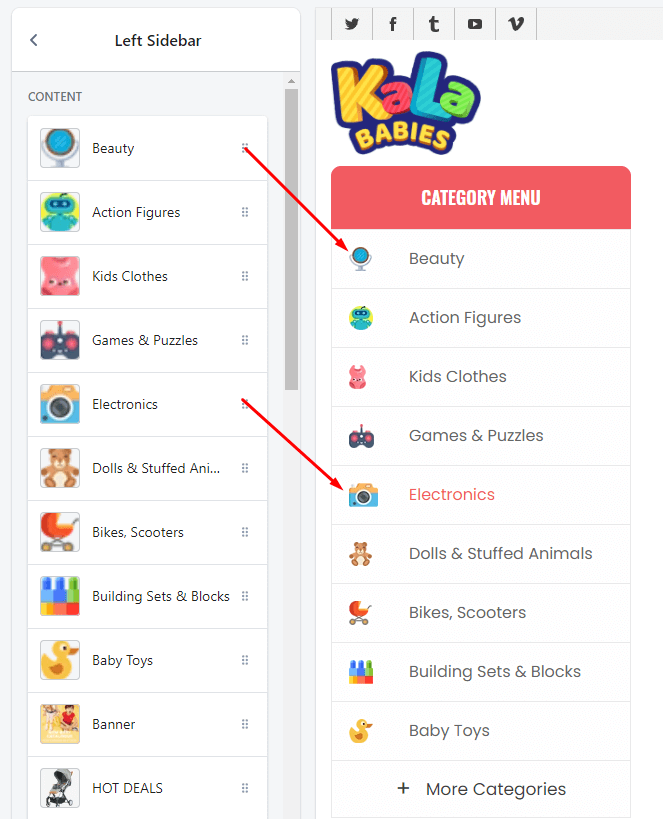 Left Sidebar
CONTENT
Beauty
Action Figures
Kids Clothes
Games & Puzzles
Electronics
Dolls & Stuffed Ani...
Bikes, Scooters
Building Sets & Blocks
Baby Toys
Banner
HOT DEALS
KaLa
BABIES
CATEGORY MENU
Beauty
Action Figures
Kids Clothes
Games & Puzzles
Electronics
Dolls & Stuffed Animals
Bikes, Scooters
Building Sets & Blocks
Baby Toys
+ More Categories